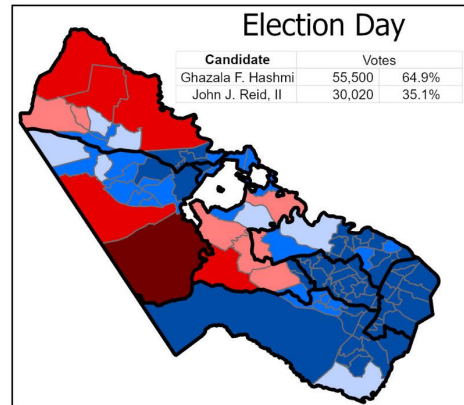 Election Day
Candidate Votes
Ghazala F. Hashmi 55,500 64.9%
John J. Reid, II 30,020 35.1%